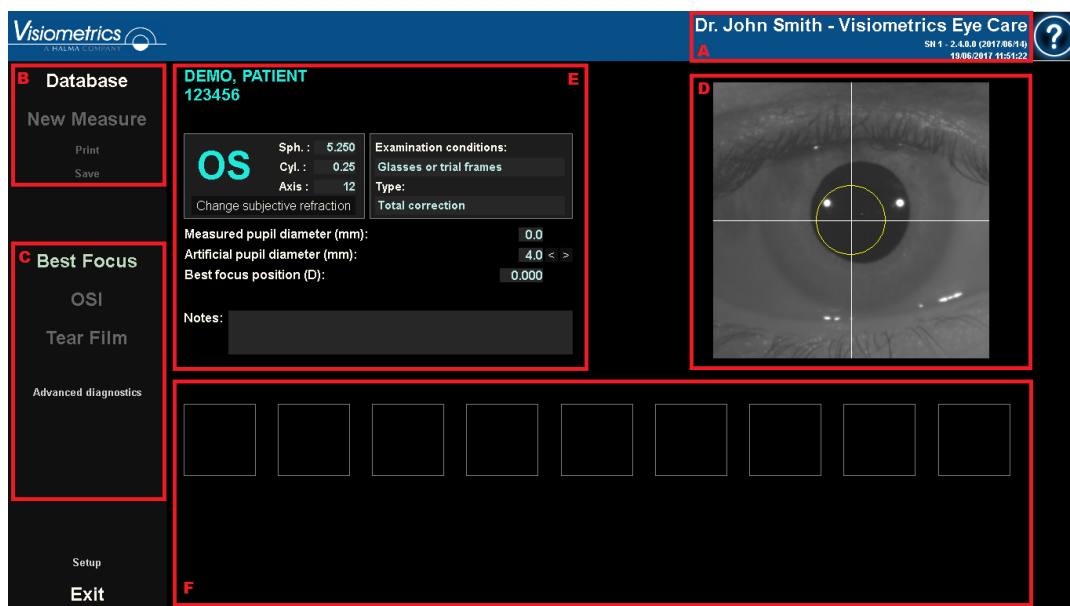 Visiometrics
A HALMA COMPANY
Dr. John Smith - Visiometrics Eye Care
SN 1 - 2.4.0.0 (2017/06/14)
19/06/2017 11:51:22
?
A
B
Database
New Measure
Print
Save
C
Best Focus
OSI
Tear Film
Advanced diagnostics
Setup
Exit
E
DEMO, PATIENT
123456
OS
Sph. : 5.250
Cyl. : 0.25
Axis : 12
Change subjective refraction
Examination conditions:
Glasses or trial frames
Type:
Total correction
Measured pupil diameter (mm): 0.0
Artificial pupil diameter (mm): 4.0 < >
Best focus position (D): 0.000
Notes:
D
F